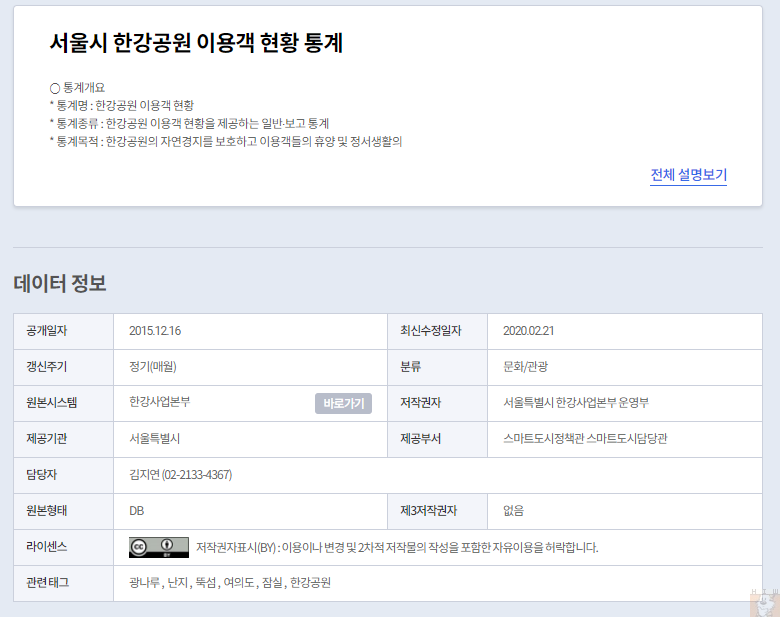 서울시 한강공원 이용객 현황 통계
○ 통계개요
* 통계명 : 한강공원 이용객 현황
* 통계종류 : 한강공원 이용객 현황을 제공하는 일반·보고 통계
* 통계목적 : 한강공원의 자연경지를 보호하고 이용객들의 휴양 및 정서생활의
전체 설명보기
데이터 정보
공개일자 2015.12.16 최신수정일자 2020.02.21
갱신주기 정기(매월) 분류 문화/관광
원본시스템 한강사업본부 바로가기 저작권자 서울특별시 한강사업본부 운영부
제공기관 서울특별시 제공부서 스마트도시정책관 스마트도시담당관
담당자 김지연 (02-2133-4367)
원본형태 DB 제3저작권자 없음
라이센스 cc BY 저작권자표시(BY) : 이용이나 변경 및 2차적 저작물의 작성을 포함한 자유이용을 허락합니다.
관련 태그 광나루 , 난지 , 뚝섬 , 여의도 , 잠실 , 한강공원